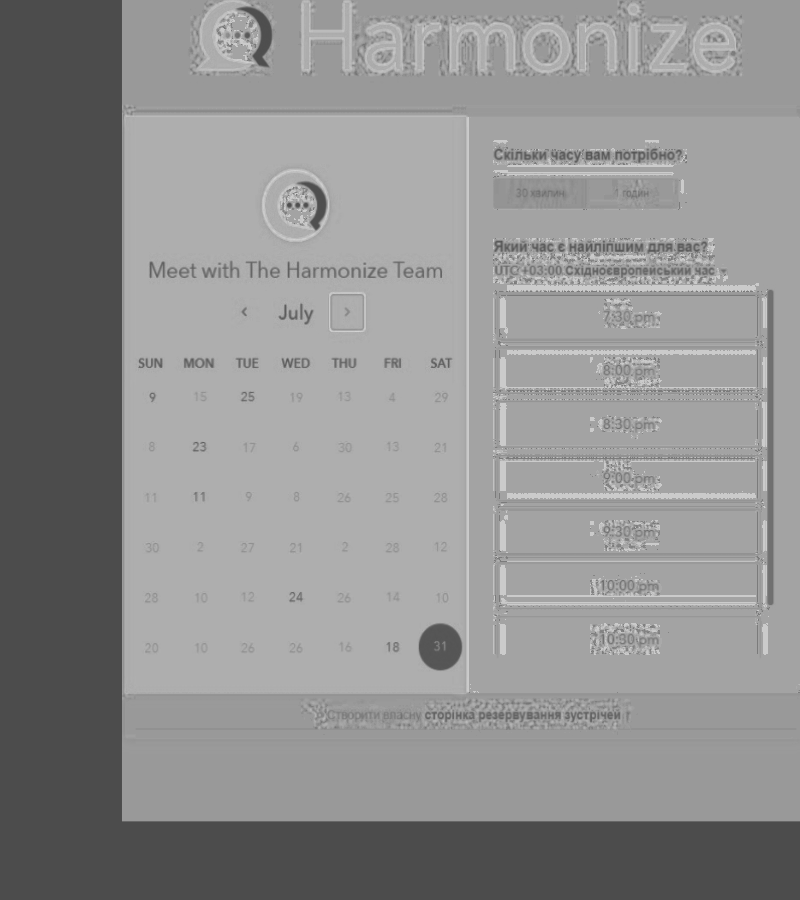 Harmonize
Meet with The Harmonize Team
‹ July ›
SUN MON TUE WED THU FRI SAT
9 15 25 19 13 4 29
8 23 17 6 30 13 21
11 11 9 8 26 25 28
30 2 27 21 2 28 12
28 10 12 24 26 14 10
20 10 26 26 16 18 31
Скільки часу вам потрібно?
30 хвилин 1 годин
Який час є найліпшим для вас?
UTC +03:00 Східноєвропейський час
7:30 pm
8:00 pm
8:30 pm
9:00 pm
9:30 pm
10:00 pm
10:30 pm
Створити власну сторінка резервування зустрічей ↑